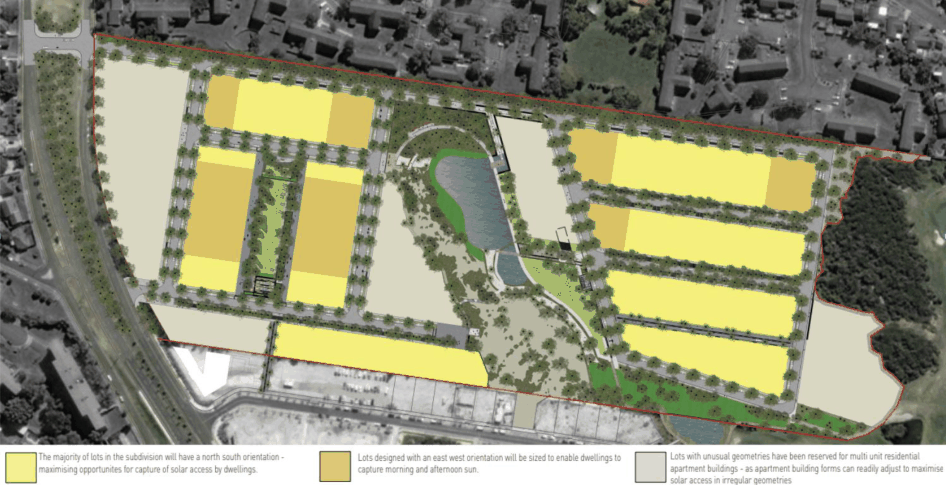 The majority of lots in the subdivision will have a north south orientation -
maximising opportunites for capture of solar access by dwellings.
Lots designed with an east west orientation will be sized to enable dwellings to
capture morning and afternoon sun.
Lots with unusual geometries have been reserved for multi unit residential
apartment buildings - as apartment building forms can readily adjust to maximise
solar access in irregular geometries